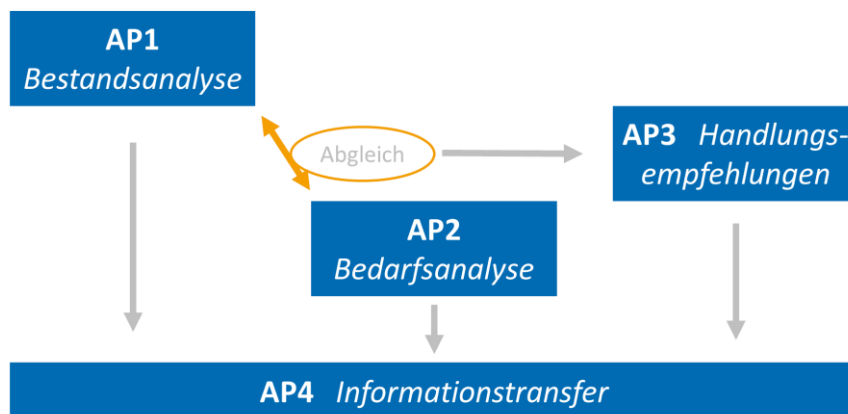 AP1
Bestandsanalyse
Abgleich
AP3 Handlungs-
empfehlungen
AP2
Bedarfsanalyse
AP4 Informationstransfer